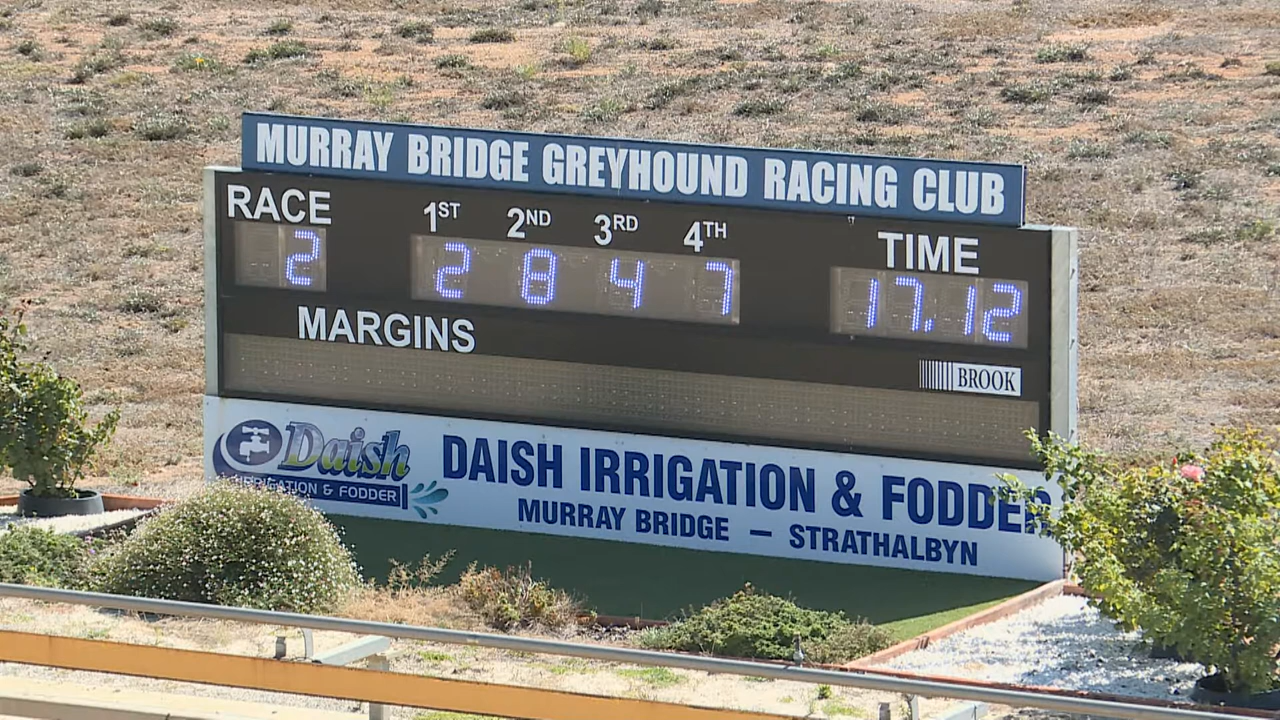 MURRAY BRIDGE GREYHOUND RACING CLUB
RACE 1ST 2ND 3RD 4TH TIME
2 2 8 4 7 17.12
MARGINS
BROOK
Daish
IRRIGATION & FODDER
DAISH IRRIGATION & FODDER
MURRAY BRIDGE – STRATHALBYN